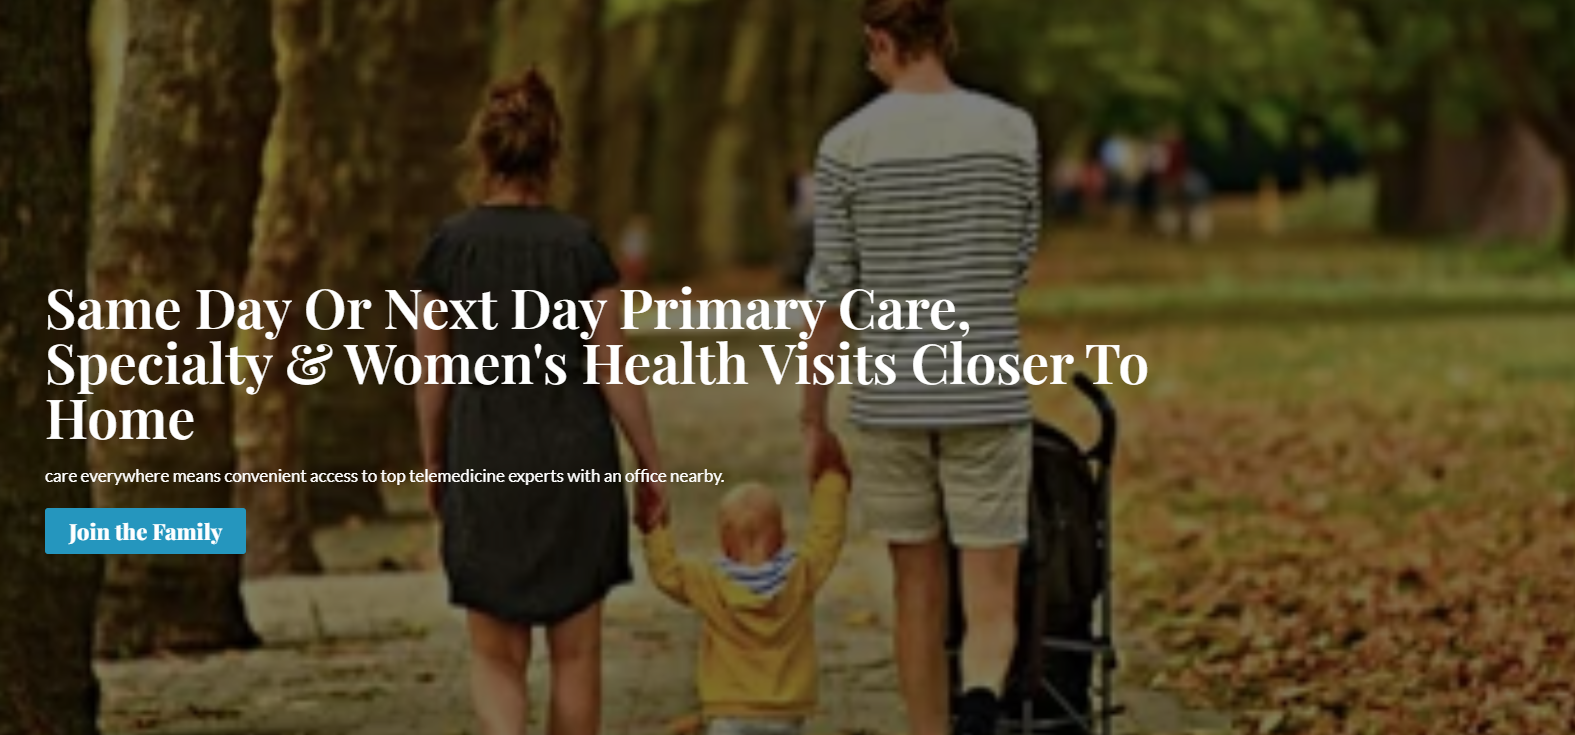 Same Day Or Next Day Primary Care,
Specialty & Women's Health Visits Closer To
Home
care everywhere means convenient access to top telemedicine experts with an office nearby.
Join the Family